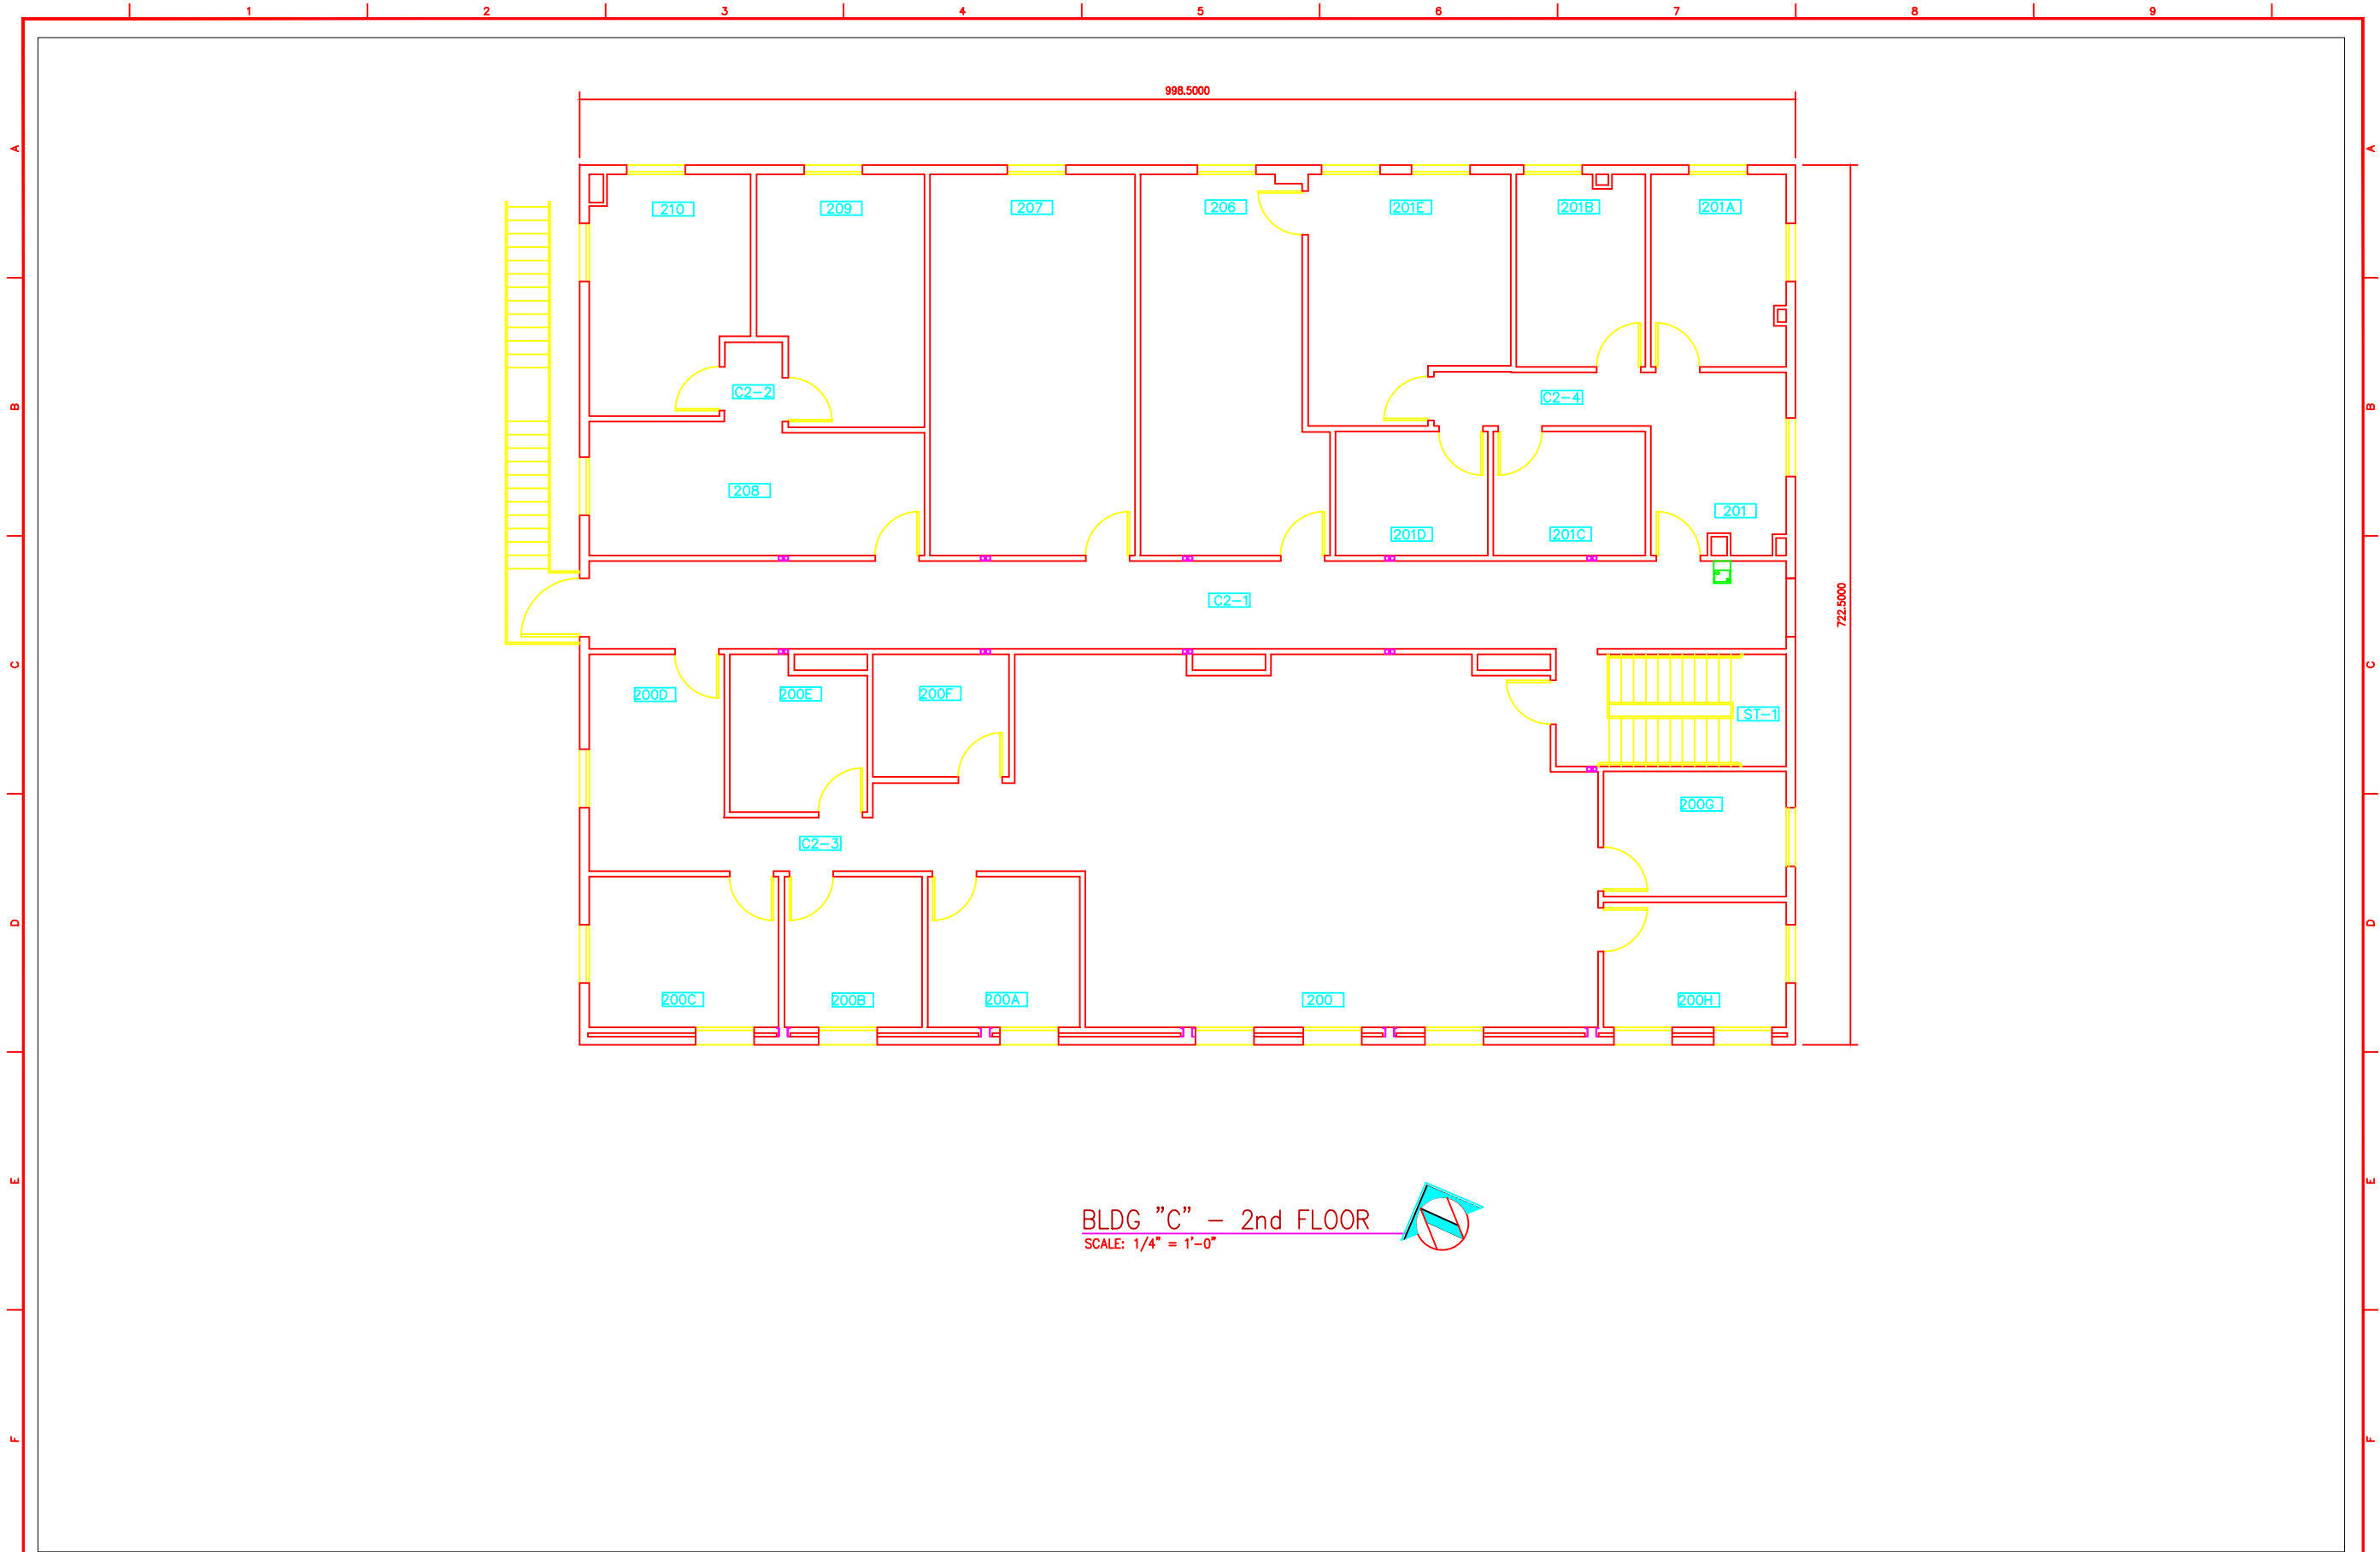 1 2 3 4 5 6 7 8 9
998.5000
A A
210 209 207 206 201E 201B 201A
C2-2 C2-4
B B
208 201
201D 201C
C2-1
722.5000
C C
200D 200E 200F
ST-1
200G
C2-3
D D
200C 200B 200A 200 200H
E E
BLDG "C" - 2nd FLOOR
SCALE: 1/4" = 1'-0"
F F